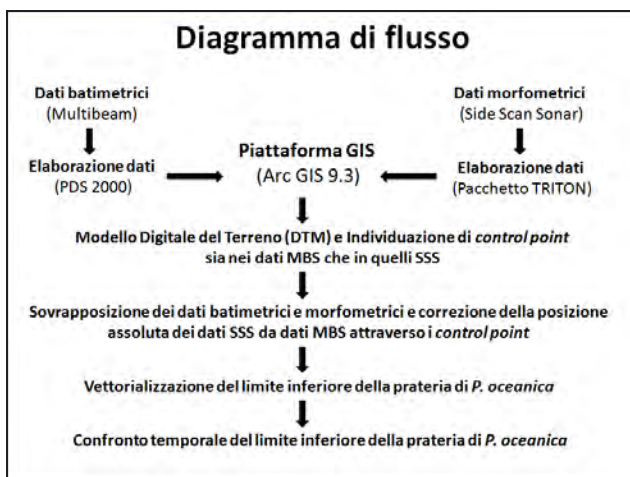 Diagramma di flusso
Dati batimetrici
(Multibeam)
Dati morfometrici
(Side Scan Sonar)
Elaborazione dati
(PDS 2000)
Piattaforma GIS
(Arc GIS 9.3)
Elaborazione dati
(Pacchetto TRITON)
Modello Digitale del Terreno (DTM) e Individuazione di control point
sia nei dati MBS che in quelli SSS
Sovrapposizione dei dati batimetrici e morfometrici e correzione della posizione
assoluta dei dati SSS da dati MBS attraverso i control point
Vettorializzazione del limite inferiore della prateria di P. oceanica
Confronto temporale del limite inferiore della prateria di P. oceanica